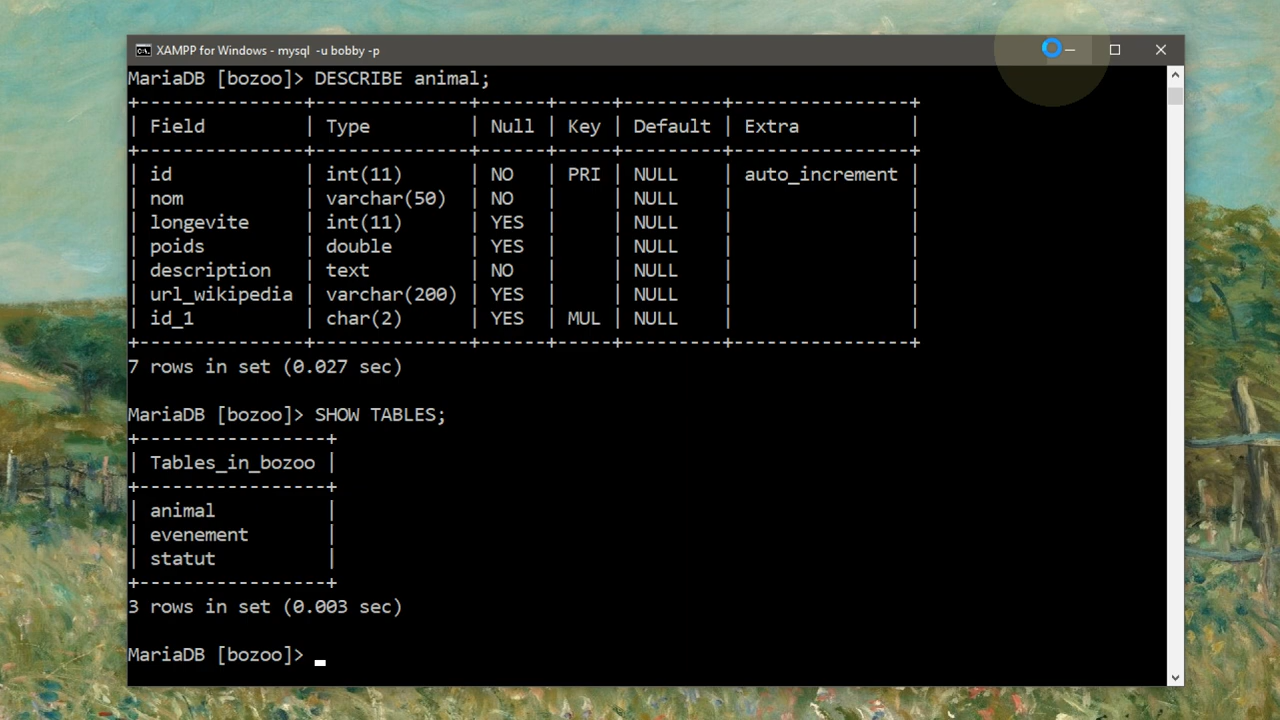 XAMPP for Windows - mysql  -u bobby -p
MariaDB [bozoo]> DESCRIBE animal;
+---------------+--------------+------+-----+---------+----------------+
| Field         | Type         | Null | Key | Default | Extra          |
+---------------+--------------+------+-----+---------+----------------+
| id            | int(11)      | NO   | PRI | NULL    | auto_increment |
| nom           | varchar(50)  | NO   |     | NULL    |                |
| longevite     | int(11)      | YES  |     | NULL    |                |
| poids         | double       | YES  |     | NULL    |                |
| description   | text         | NO   |     | NULL    |                |
| url_wikipedia | varchar(200) | YES  |     | NULL    |                |
| id_1          | char(2)      | YES  | MUL | NULL    |                |
+---------------+--------------+------+-----+---------+----------------+
7 rows in set (0.027 sec)
MariaDB [bozoo]> SHOW TABLES;
+-----------------+
| Tables_in_bozoo |
+-----------------+
| animal          |
| evenement       |
| statut          |
+-----------------+
3 rows in set (0.003 sec)
MariaDB [bozoo]>